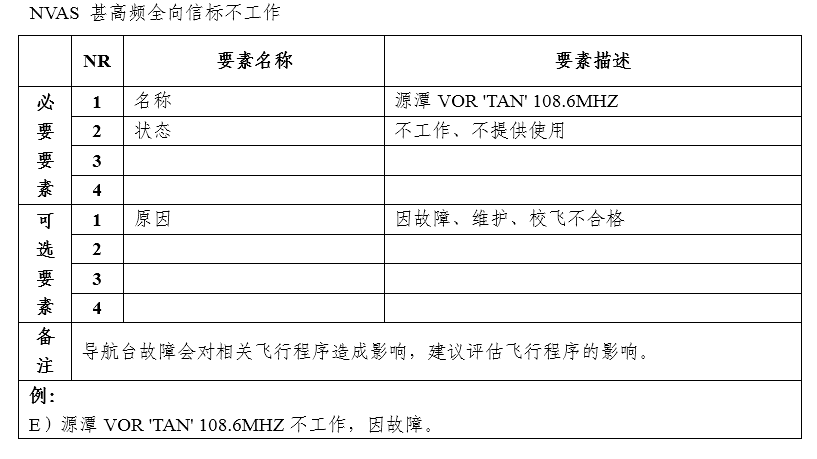 NVAS 甚高频全向信标不工作
NR 要素名称 要素描述
必要要素
1 名称 源潭 VOR 'TAN' 108.6MHZ
2 状态 不工作、不提供使用
3
4
可选要素
1 原因 因故障、维护、校飞不合格
2
3
4
备注 导航台故障会对相关飞行程序造成影响，建议评估飞行程序的影响。
例：
E）源潭 VOR 'TAN' 108.6MHZ 不工作，因故障。